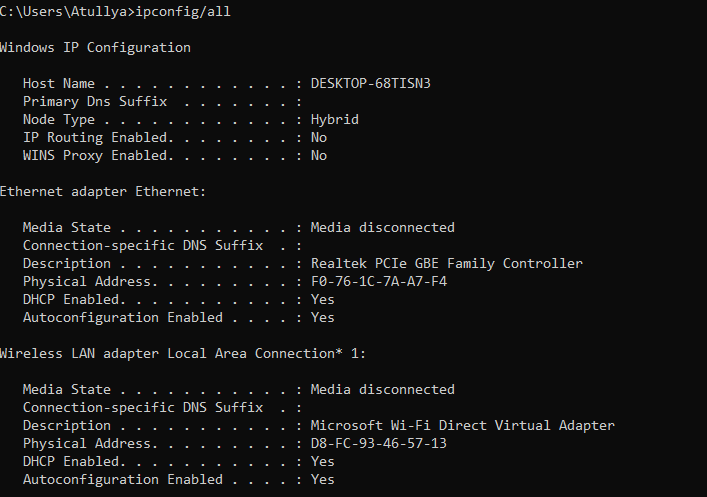 C:\Users\Atullya>ipconfig/all
Windows IP Configuration
Host Name . . . . . . . . . . . . : DESKTOP-68TISN3
Primary Dns Suffix  . . . . . . . :
Node Type . . . . . . . . . . . . : Hybrid
IP Routing Enabled. . . . . . . . : No
WINS Proxy Enabled. . . . . . . . : No
Ethernet adapter Ethernet:
Media State . . . . . . . . . . . : Media disconnected
Connection-specific DNS Suffix  . :
Description . . . . . . . . . . . : Realtek PCIe GBE Family Controller
Physical Address. . . . . . . . . : F0-76-1C-7A-A7-F4
DHCP Enabled. . . . . . . . . . . : Yes
Autoconfiguration Enabled . . . . : Yes
Wireless LAN adapter Local Area Connection* 1:
Media State . . . . . . . . . . . : Media disconnected
Connection-specific DNS Suffix  . :
Description . . . . . . . . . . . : Microsoft Wi-Fi Direct Virtual Adapter
Physical Address. . . . . . . . . : D8-FC-93-46-57-13
DHCP Enabled. . . . . . . . . . . : Yes
Autoconfiguration Enabled . . . . : Yes